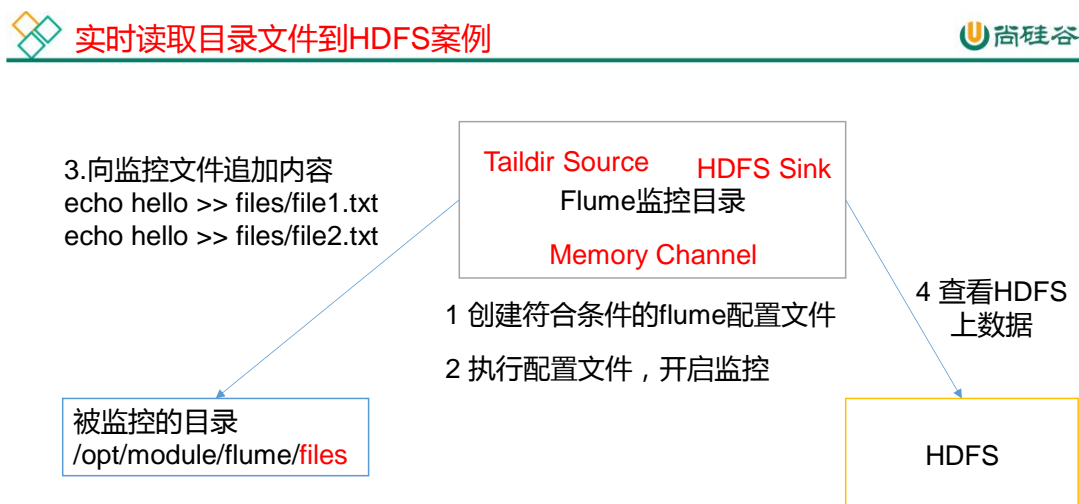 实时读取目录文件到HDFS案例
尚硅谷
3.向监控文件追加内容
echo hello >> files/file1.txt
echo hello >> files/file2.txt
Taildir Source
HDFS Sink
Flume监控目录
Memory Channel
1 创建符合条件的flume配置文件
2 执行配置文件，开启监控
4 查看HDFS
上数据
被监控的目录
/opt/module/flume/files
HDFS